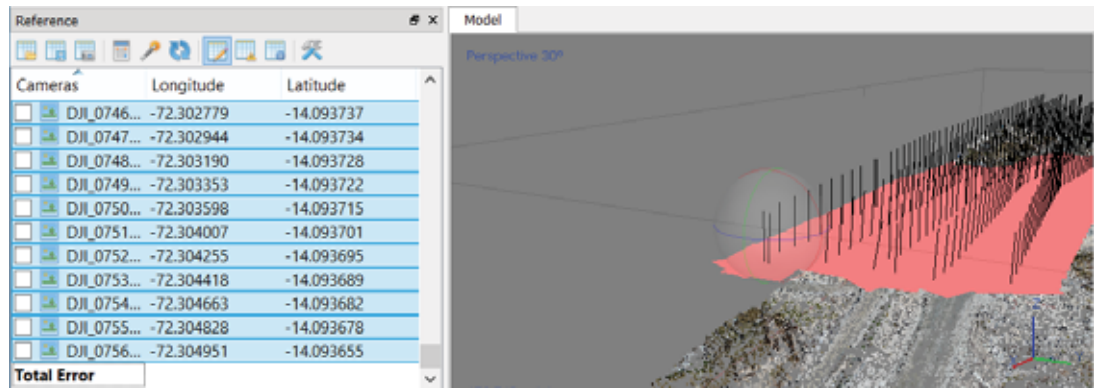 Reference
Model
Perspective 30°
Cameras Longitude Latitude
DJI_0746... -72.302779 -14.093737
DJI_0747... -72.302944 -14.093734
DJI_0748... -72.303190 -14.093728
DJI_0749... -72.303353 -14.093722
DJI_0750... -72.303598 -14.093715
DJI_0751... -72.304007 -14.093701
DJI_0752... -72.304255 -14.093695
DJI_0753... -72.304418 -14.093689
DJI_0754... -72.304663 -14.093682
DJI_0755... -72.304828 -14.093678
DJI_0756... -72.304951 -14.093655
Total Error